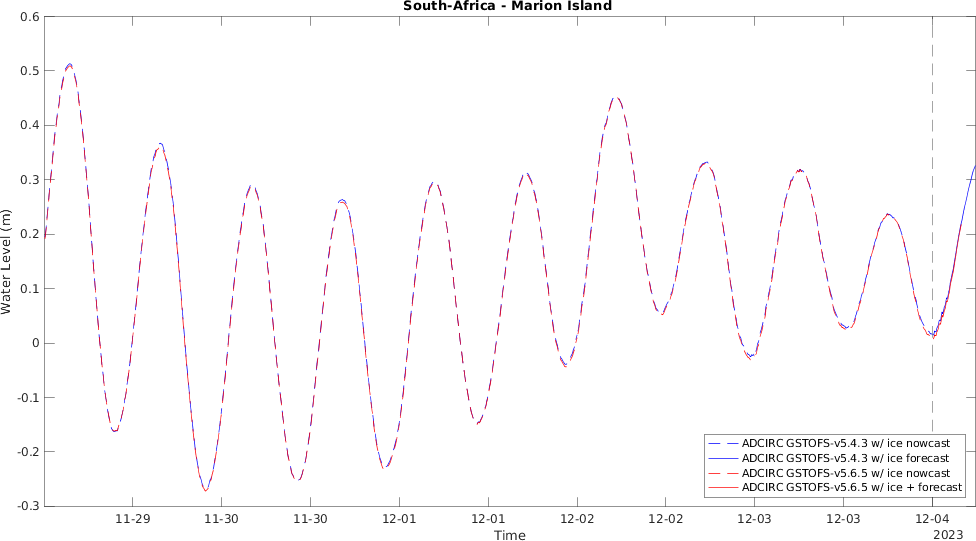 South-Africa - Marion Island
0.6
0.5
0.4
0.3
0.2
0.1
0
-0.1
-0.2
-0.3
Water Level (m)
ADCIRC GSTOFS-v5.4.3 w/ ice nowcast
ADCIRC GSTOFS-v5.4.3 w/ ice forecast
ADCIRC GSTOFS-v5.6.5 w/ ice nowcast
ADCIRC GSTOFS-v5.6.5 w/ ice + forecast
11-29 11-30 11-30 12-01 12-01 12-02 12-02 12-03 12-03 12-04
2023
Time